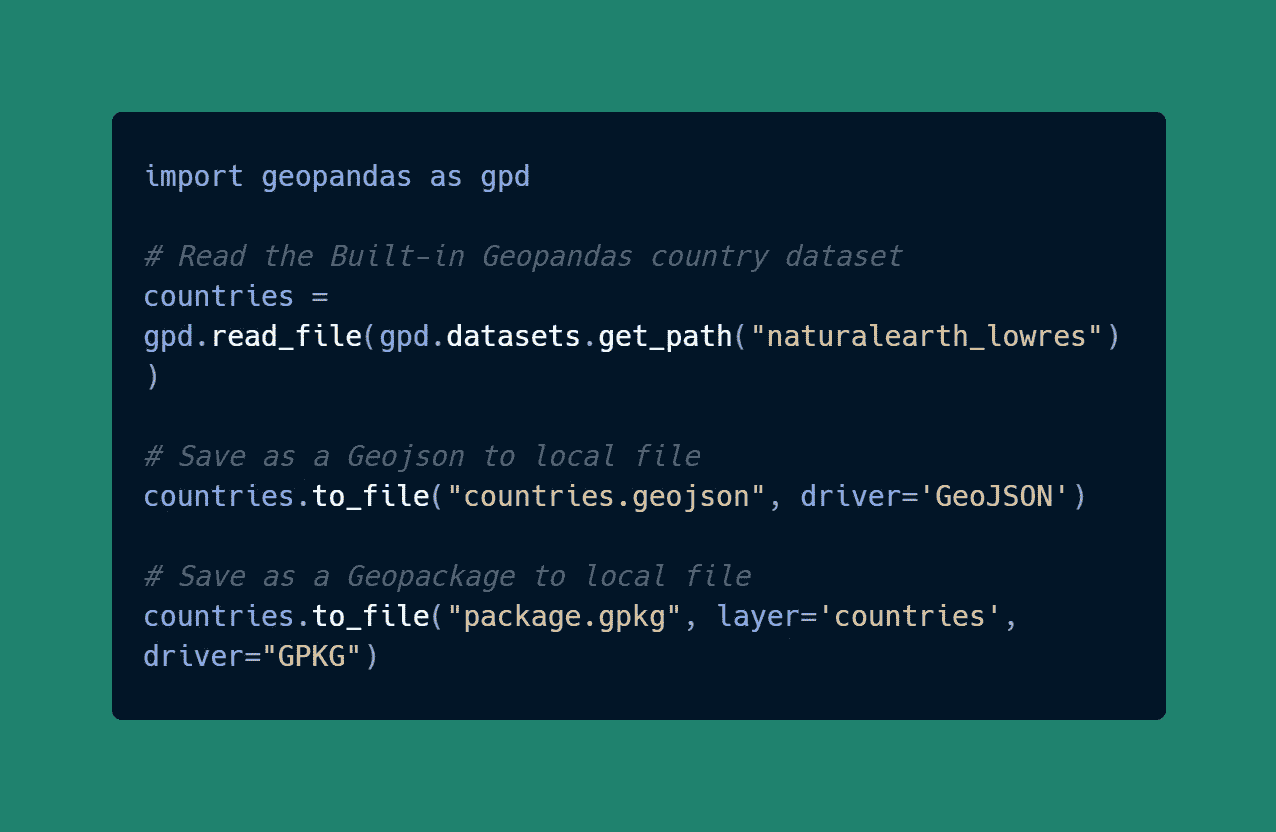 import geopandas as gpd
# Read the Built-in Geopandas country dataset
countries =
gpd.read_file(gpd.datasets.get_path("naturalearth_lowres")
)
# Save as a Geojson to local file
countries.to_file("countries.geojson", driver='GeoJSON')
# Save as a Geopackage to local file
countries.to_file("package.gpkg", layer='countries',
driver="GPKG")